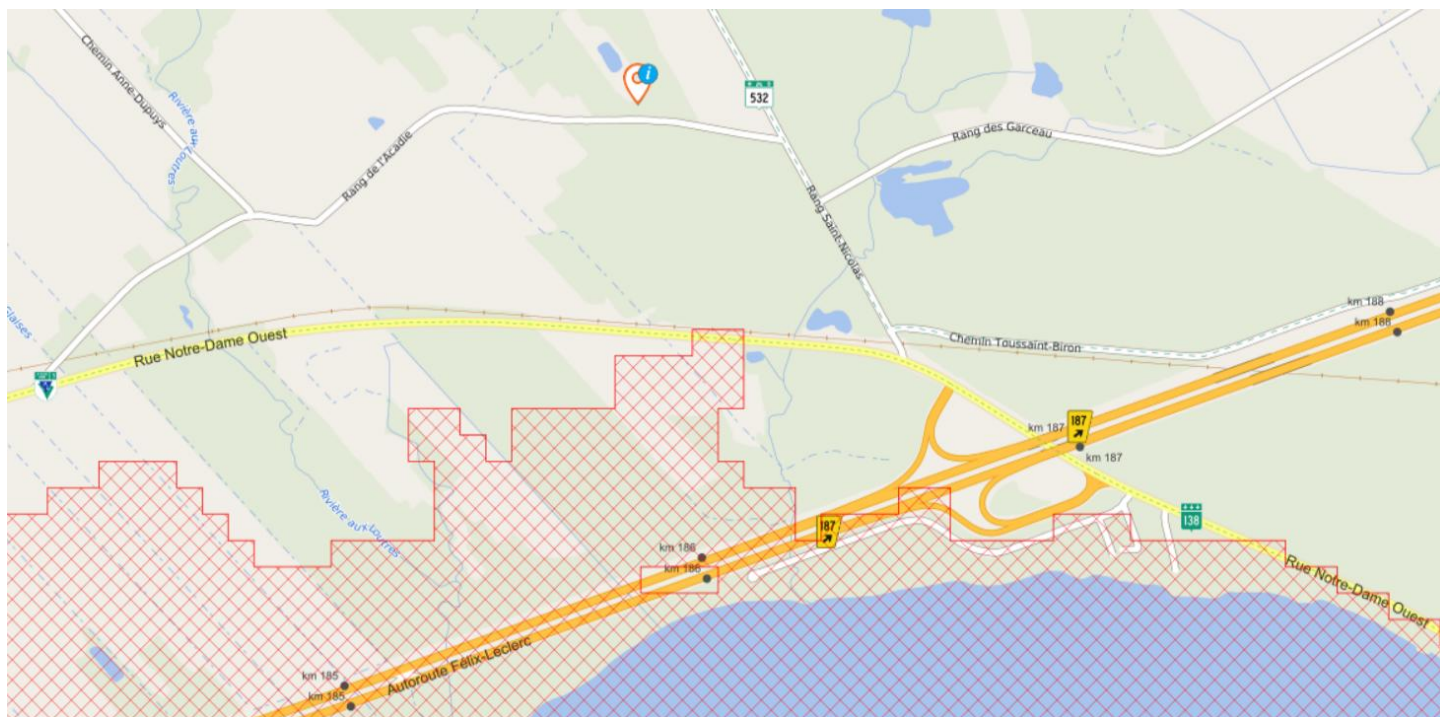 Chemin Anne-Dupuys
Rivière aux Loutres
i
532
Rang des Garceau
Rang de l'Acadie
Rang Saint-Nicolas
Glaises
km 188
km 188
Rue Notre-Dame Ouest
Chemin Toussaint-Biron
187
km 187
km 187
Rivière aux Loutres
187
138
km 186
km 186
Rue Notre-Dame Ouest
Autoroute Félix-Leclerc
km 185
km 185